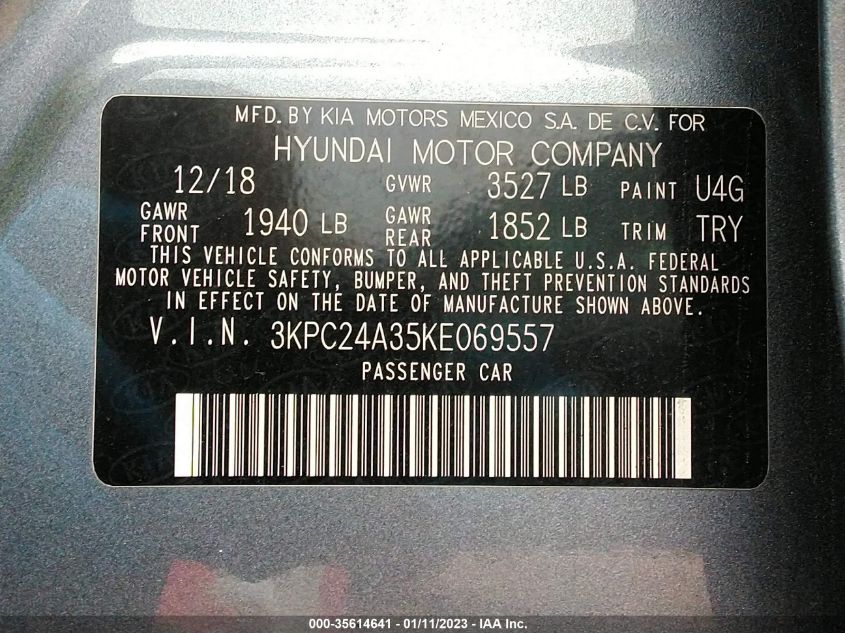 MFD. BY KIA MOTORS MEXICO S.A. DE C.V. FOR
HYUNDAI MOTOR COMPANY
12/18 GVWR 3527 LB PAINT U4G
GAWR FRONT 1940 LB GAWR REAR 1852 LB TRIM TRY
THIS VEHICLE CONFORMS TO ALL APPLICABLE U.S.A. FEDERAL
MOTOR VEHICLE SAFETY, BUMPER, AND THEFT PREVENTION STANDARDS
IN EFFECT ON THE DATE OF MANUFACTURE SHOWN ABOVE.
V.I.N. 3KPC24A35KE069557
PASSENGER CAR
000-35614641 - 01/11/2023 - IAA Inc.